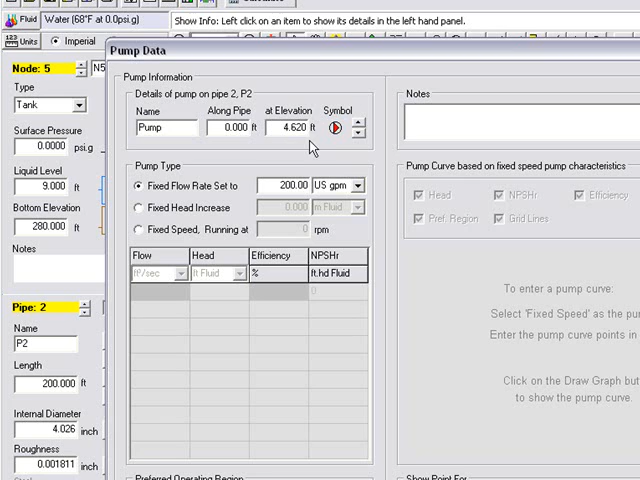 Fluid Water (68°F at 0.0psi.g) Show Info: Left click on an item to show its details in the left hand panel.
Units Imperial
Pump Data
Node: 5 N5
Type
Tank
Surface Pressure
0.0000 psi.g
Liquid Level
9.000 ft
Bottom Elevation
280.000 ft
Notes
Pipe: 2
Name
P2
Length
200.000 ft
Internal Diameter
4.026 inch
Roughness
0.001811 inch
Pump Information
Details of pump on pipe 2, P2
Name Along Pipe at Elevation Symbol
Pump 0.000 ft 4.620 ft
Pump Type
Fixed Flow Rate Set to 200.00 US gpm
Fixed Head Increase 0.000 m Fluid
Fixed Speed, Running at 0 rpm
Flow Head Efficiency NPSHr
ft³/sec ft Fluid % ft.hd Fluid
0
Preferred Operating Region
Notes
Pump Curve based on fixed speed pump characteristics
Head NPSHr Efficiency
Pref. Region Grid Lines
To enter a pump curve:
Select 'Fixed Speed' as the
Enter the pump curve points in
Click on the Draw Graph
to show the pump curve.
Show Point For